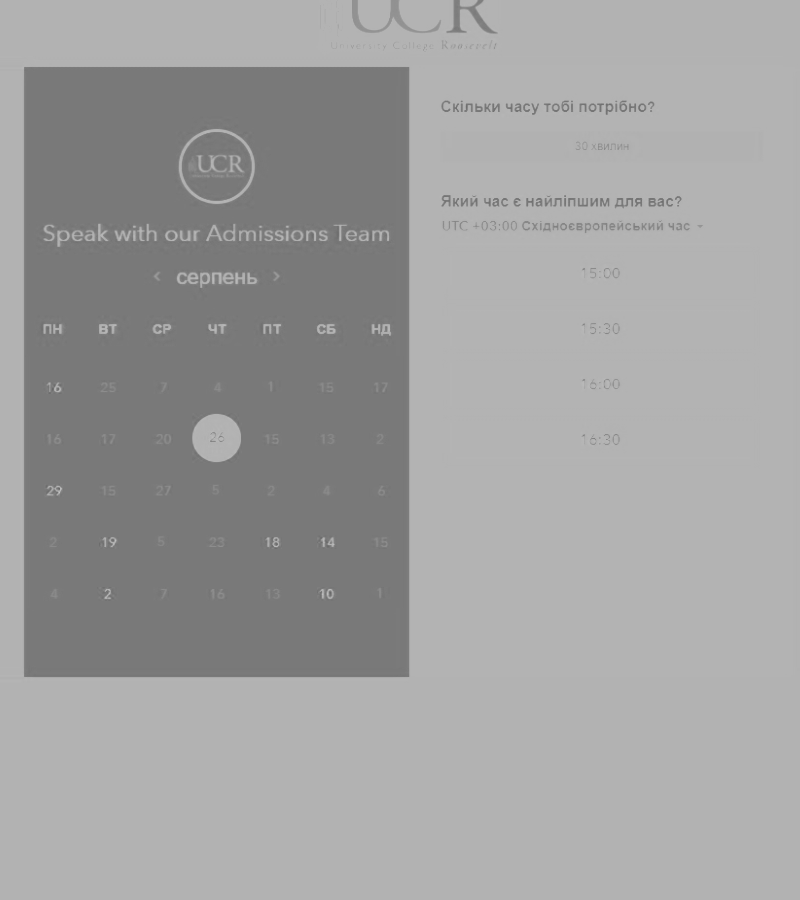 UCR
University College Roosevelt
UCR
Speak with our Admissions Team
серпень
ПН ВТ СР ЧТ ПТ СБ НД
16 25 7 4 1 15 17
16 17 20 26 15 13 2
29 15 27 5 2 4 6
2 19 5 23 18 14 15
4 2 7 16 13 10 1
Скільки часу тобі потрібно?
30 хвилин
Який час є найліпшим для вас?
UTC +03:00 Східноєвропейський час
15:00
15:30
16:00
16:30